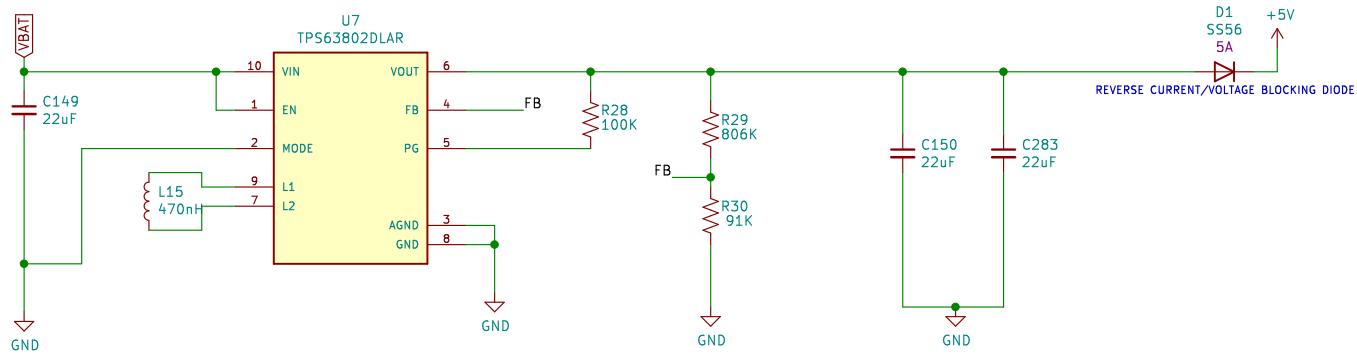 VBAT
U7
TPS63802DLAR
D1
SS56
5A
+5V
REVERSE CURRENT/VOLTAGE BLOCKING DIODE
C149
22uF
10
VIN
1
EN
2
MODE
9
L1
7
L2
VOUT
6
FB
4
PG
5
AGND
3
GND
8
L15
470nH
FB
R28
100K
R29
806K
FB
R30
91K
C150
22uF
C283
22uF
GND
GND
GND
GND